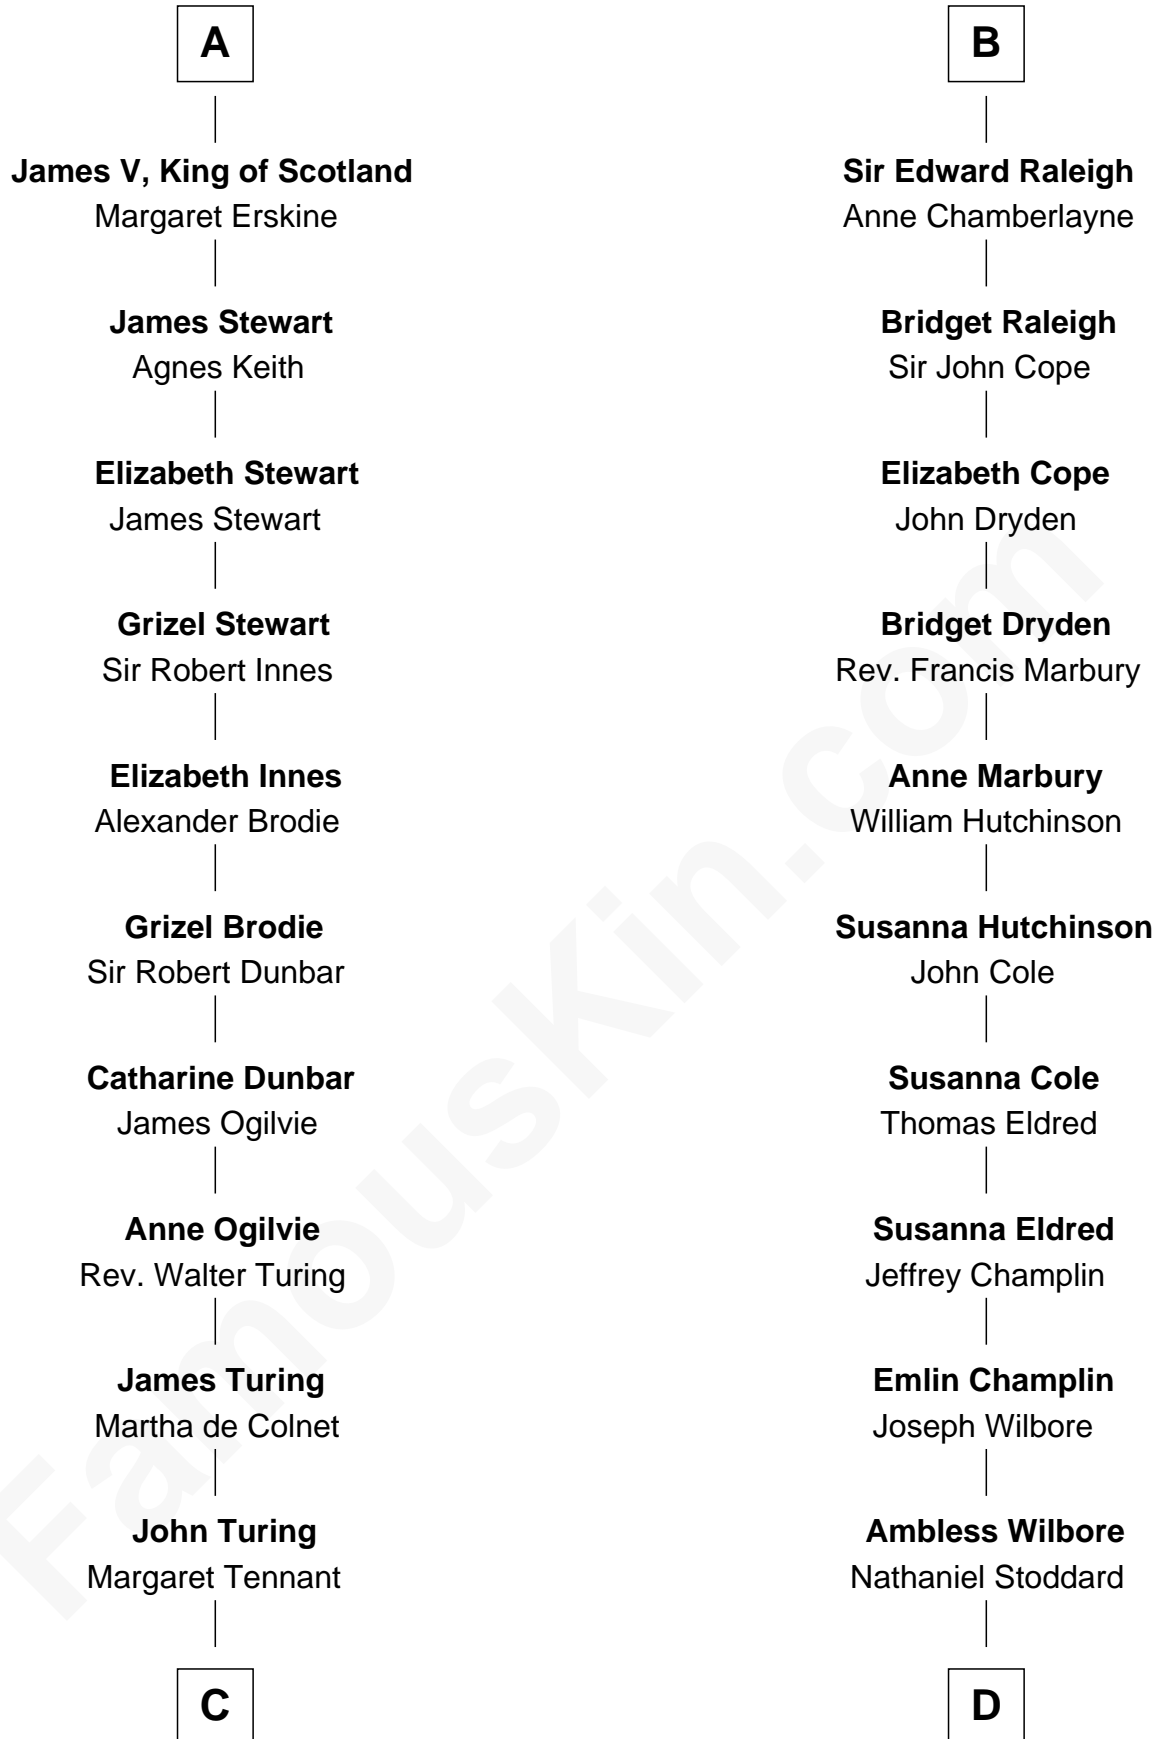 A
James V, King of Scotland
Margaret Erskine
James Stewart
Agnes Keith
Elizabeth Stewart
James Stewart
Grizel Stewart
Sir Robert Innes
Elizabeth Innes
Alexander Brodie
Grizel Brodie
Sir Robert Dunbar
Catharine Dunbar
James Ogilvie
Anne Ogilvie
Rev. Walter Turing
James Turing
Martha de Colnet
John Turing
Margaret Tennant
C
B
Sir Edward Raleigh
Anne Chamberlayne
Bridget Raleigh
Sir John Cope
Elizabeth Cope
John Dryden
Bridget Dryden
Rev. Francis Marbury
Anne Marbury
William Hutchinson
Susanna Hutchinson
John Cole
Susanna Cole
Thomas Eldred
Susanna Eldred
Jeffrey Champlin
Emlin Champlin
Joseph Wilbore
Ambless Wilbore
Nathaniel Stoddard
D
FamousKin.com